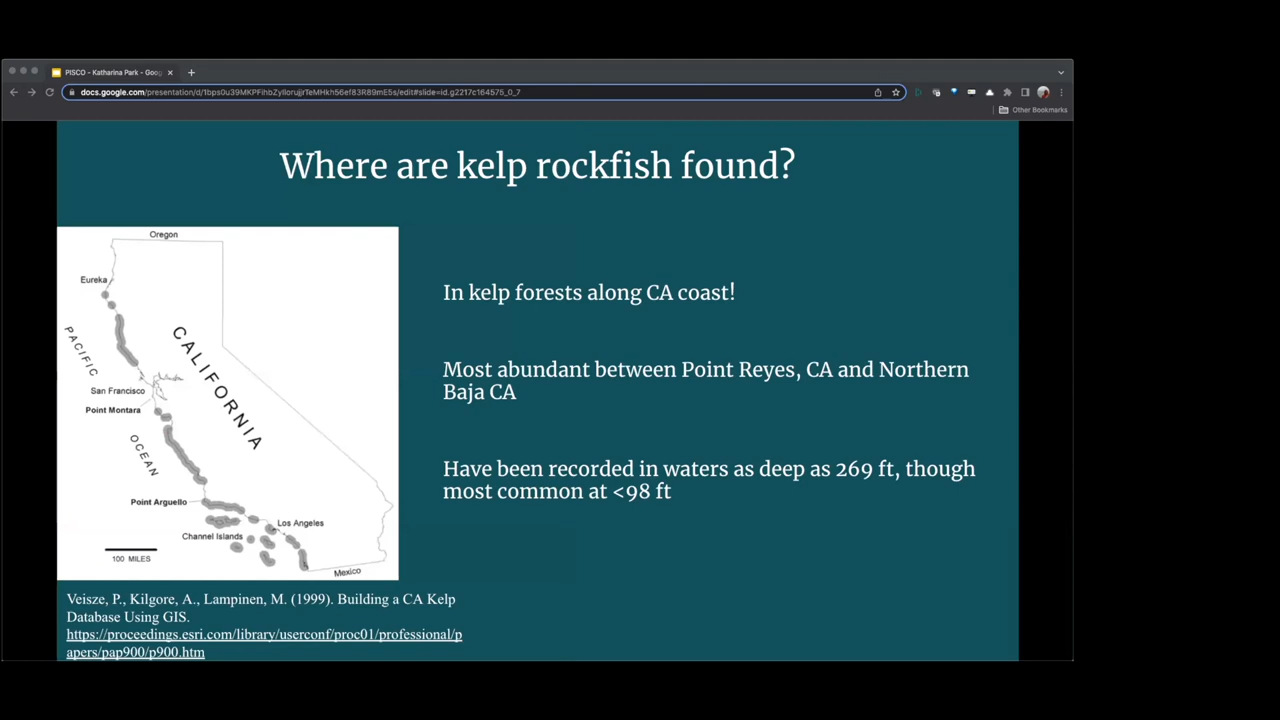 PISCO - Katharina Park - Goog
docs.google.com/presentation/d/1bps0u39MKPFihbZyIlorujjrTeMHkh56ef83R89mE5s/edit#slide=id.g2217c164575_0_7
Other Bookmarks
Where are kelp rockfish found?
Oregon
Eureka
PACIFIC
OCEAN
CALIFORNIA
San Francisco
Point Montara
Point Arguello
Los Angeles
Channel Islands
100 MILES
Mexico
In kelp forests along CA coast!
Most abundant between Point Reyes, CA and Northern
Baja CA
Have been recorded in waters as deep as 269 ft, though
most common at <98 ft
Veisze, P., Kilgore, A., Lampinen, M. (1999). Building a CA Kelp
Database Using GIS.
https://proceedings.esri.com/library/userconf/proc01/professional/p
apers/pap900/p900.htm